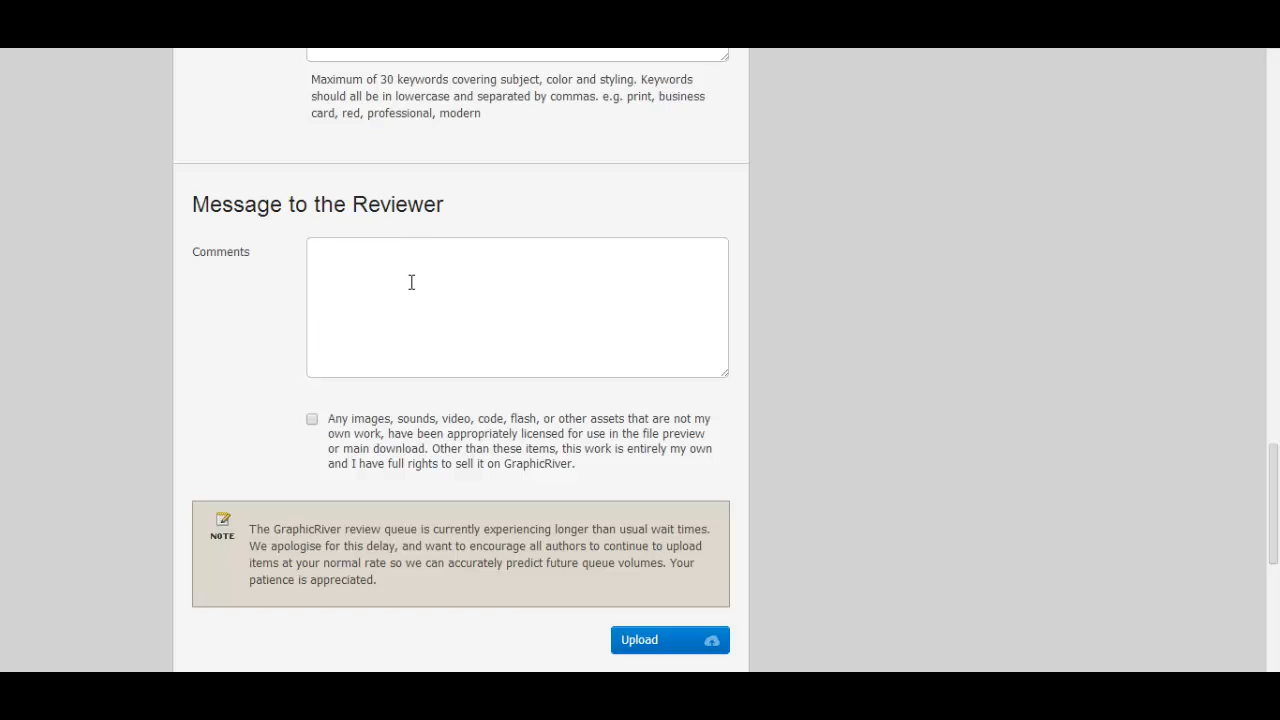 Maximum of 30 keywords covering subject, color and styling. Keywords
should all be in lowercase and separated by commas. e.g. print, business
card, red, professional, modern
Message to the Reviewer
Comments
Any images, sounds, video, code, flash, or other assets that are not my
own work, have been appropriately licensed for use in the file preview
or main download. Other than these items, this work is entirely my own
and I have full rights to sell it on GraphicRiver.
NOTE
The GraphicRiver review queue is currently experiencing longer than usual wait times.
We apologise for this delay, and want to encourage all authors to continue to upload
items at your normal rate so we can accurately predict future queue volumes. Your
patience is appreciated.
Upload